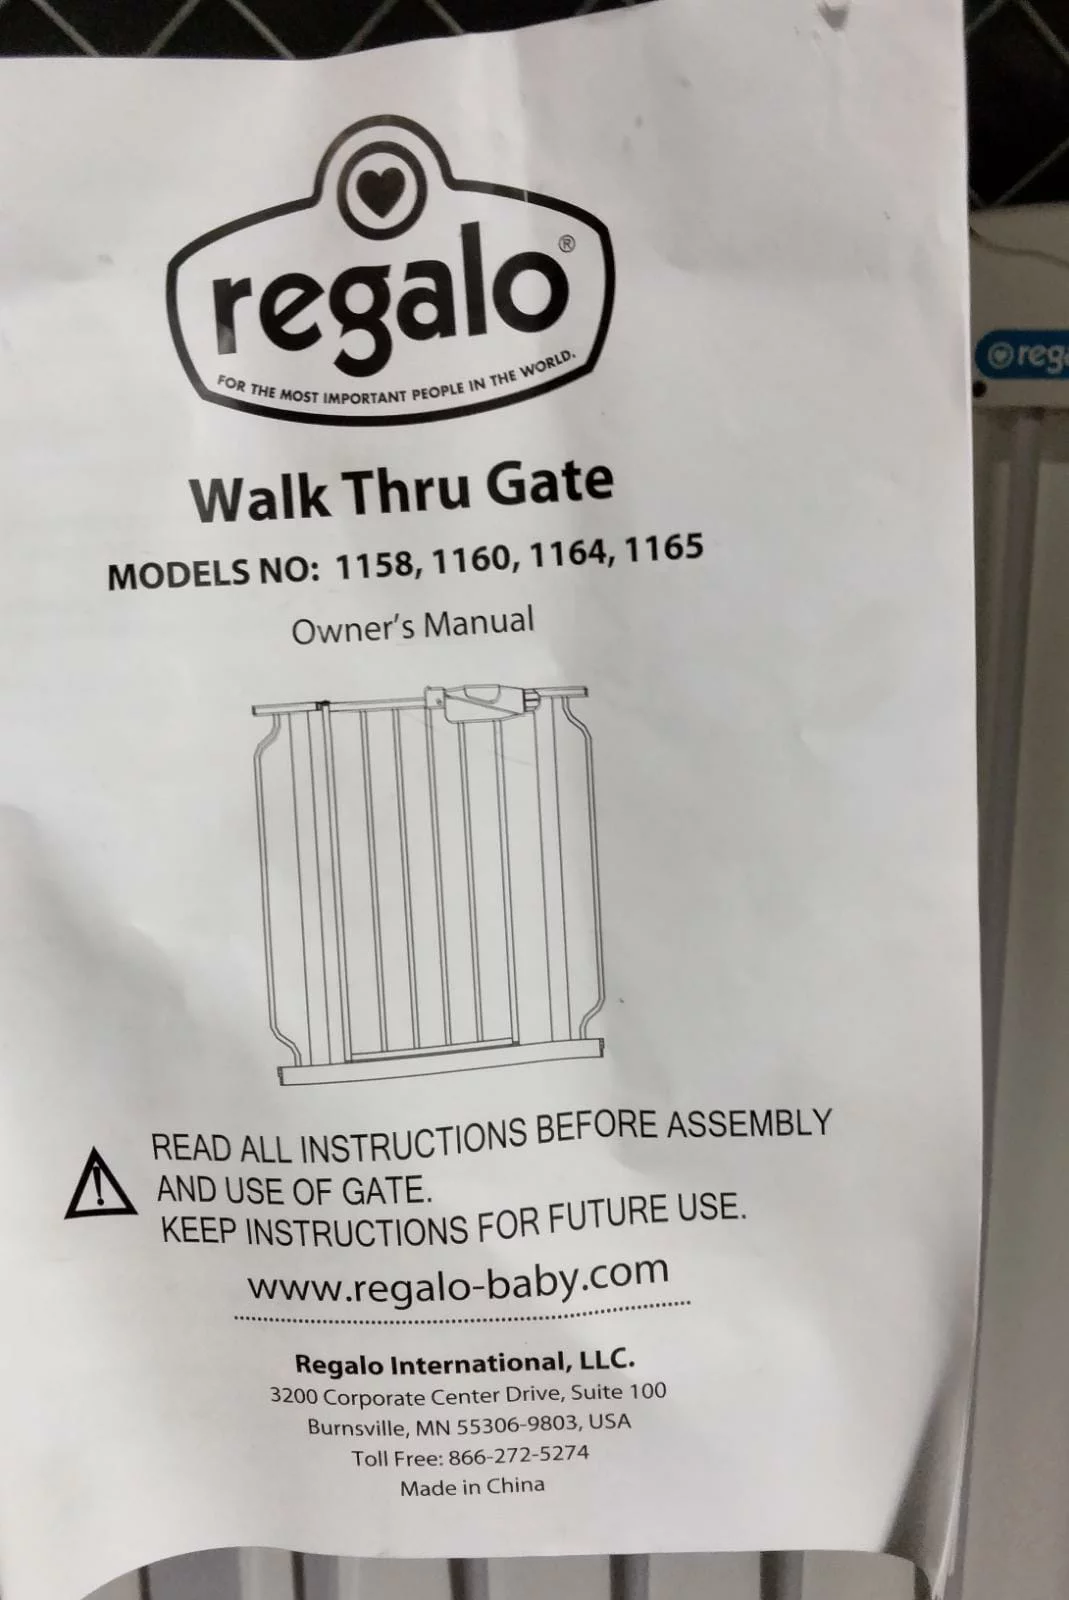 regalo®
FOR THE MOST IMPORTANT PEOPLE IN THE WORLD.
Walk Thru Gate
MODELS NO: 1158, 1160, 1164, 1165
Owner's Manual
READ ALL INSTRUCTIONS BEFORE ASSEMBLY
AND USE OF GATE.
KEEP INSTRUCTIONS FOR FUTURE USE.
www.regalo-baby.com
Regalo International, LLC.
3200 Corporate Center Drive, Suite 100
Burnsville, MN 55306-9803, USA
Toll Free: 866-272-5274
Made in China
rega